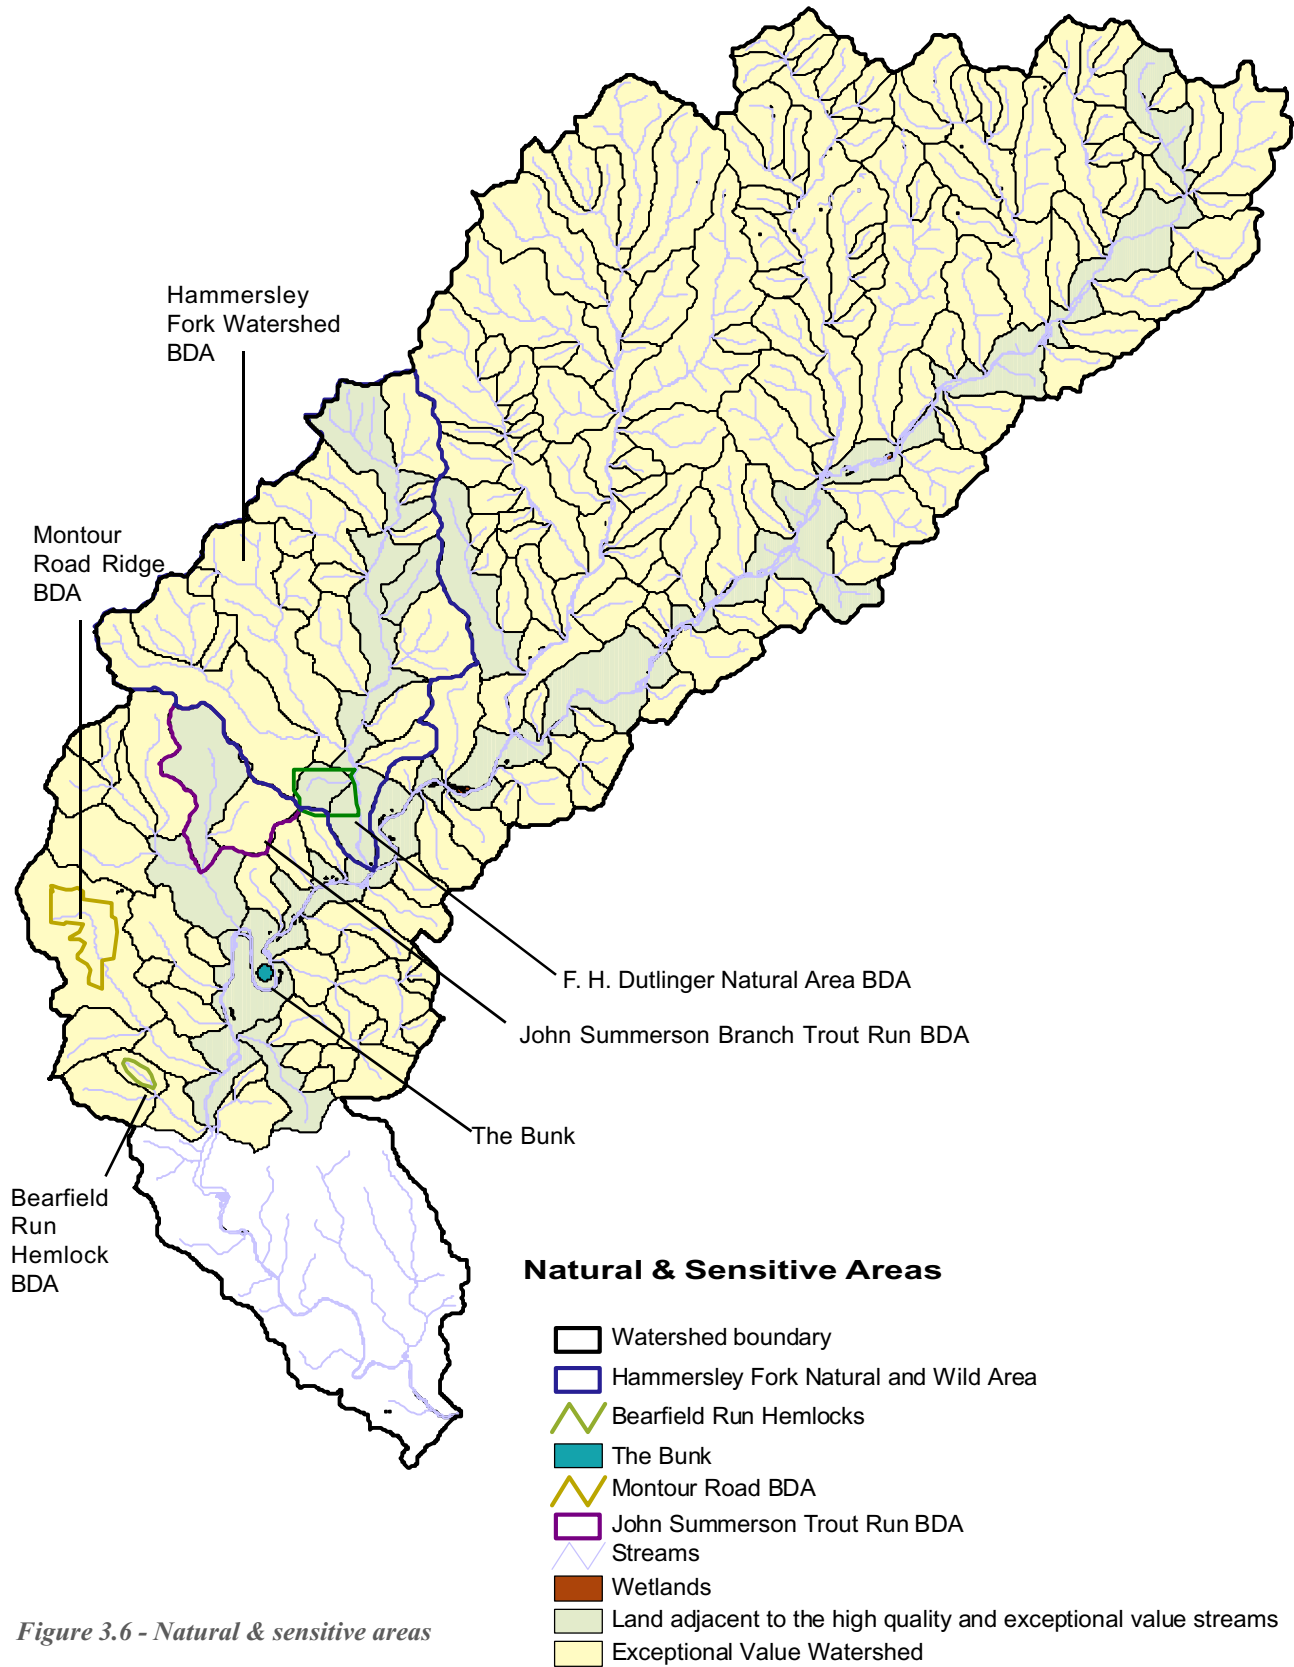 Hammersley
Fork Watershed
BDA
Montour
Road Ridge
BDA
F. H. Dutlinger Natural Area BDA
John Summerson Branch Trout Run BDA
The Bunk
Bearfield
Run
Hemlock
BDA
Natural & Sensitive Areas
Watershed boundary
Hammersley Fork Natural and Wild Area
Bearfield Run Hemlocks
The Bunk
Montour Road BDA
John Summerson Trout Run BDA
Streams
Wetlands
Land adjacent to the high quality and exceptional value streams
Exceptional Value Watershed
Figure 3.6 - Natural & sensitive areas